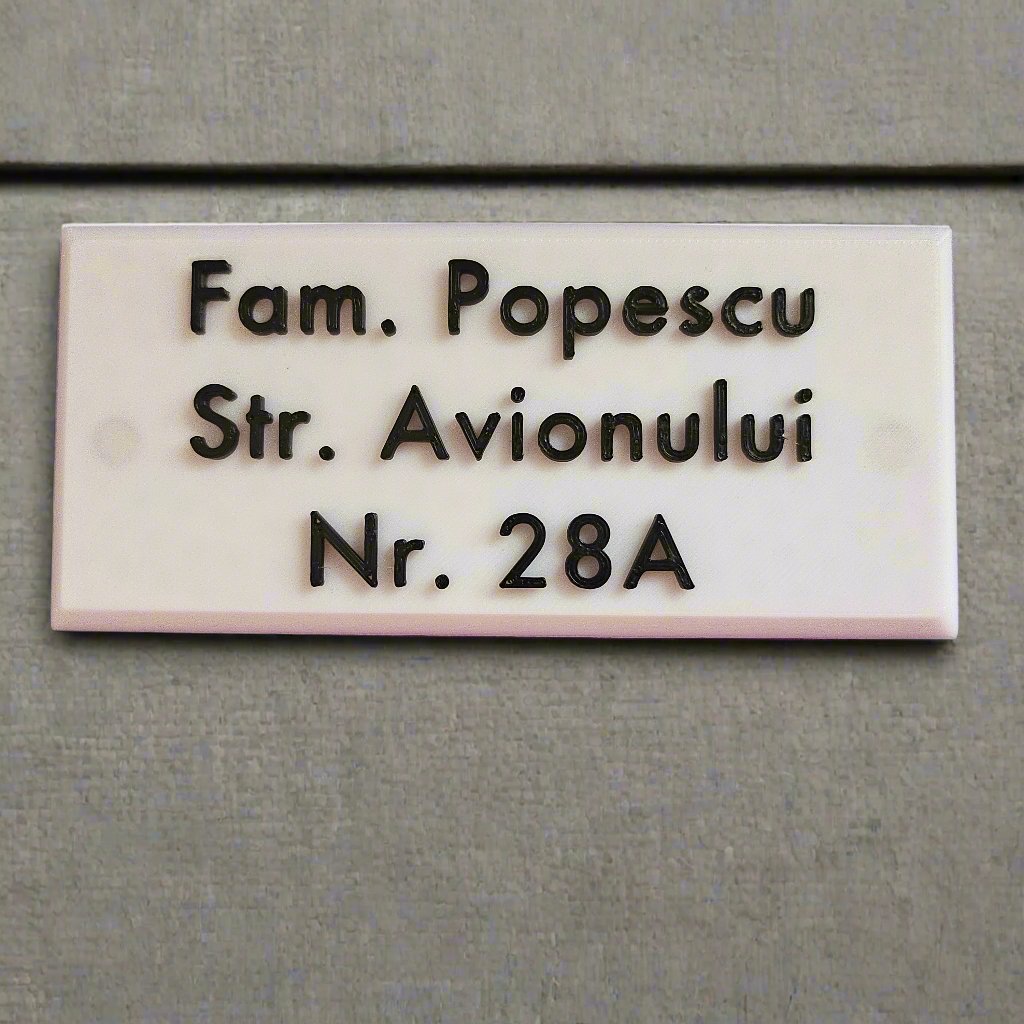 Fam. Popescu
Str. Avionului
Nr. 28A